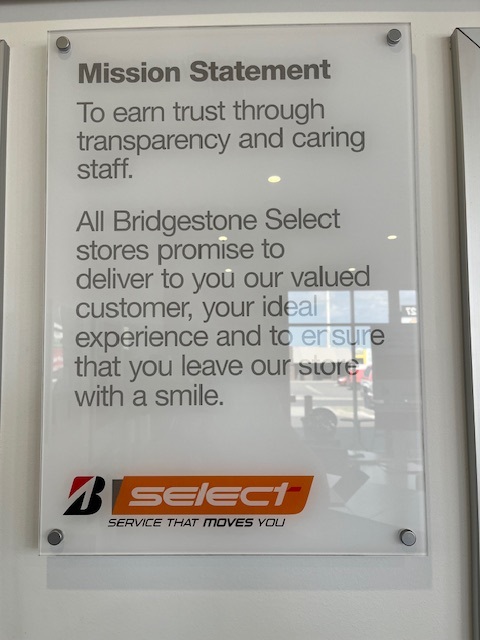 Mission Statement
To earn trust through
transparency and caring
staff.
All Bridgestone Select
stores promise to
deliver to you our valued
customer, your ideal
experience and to ensure
that you leave our store
with a smile.
B select
SERVICE THAT MOVES YOU